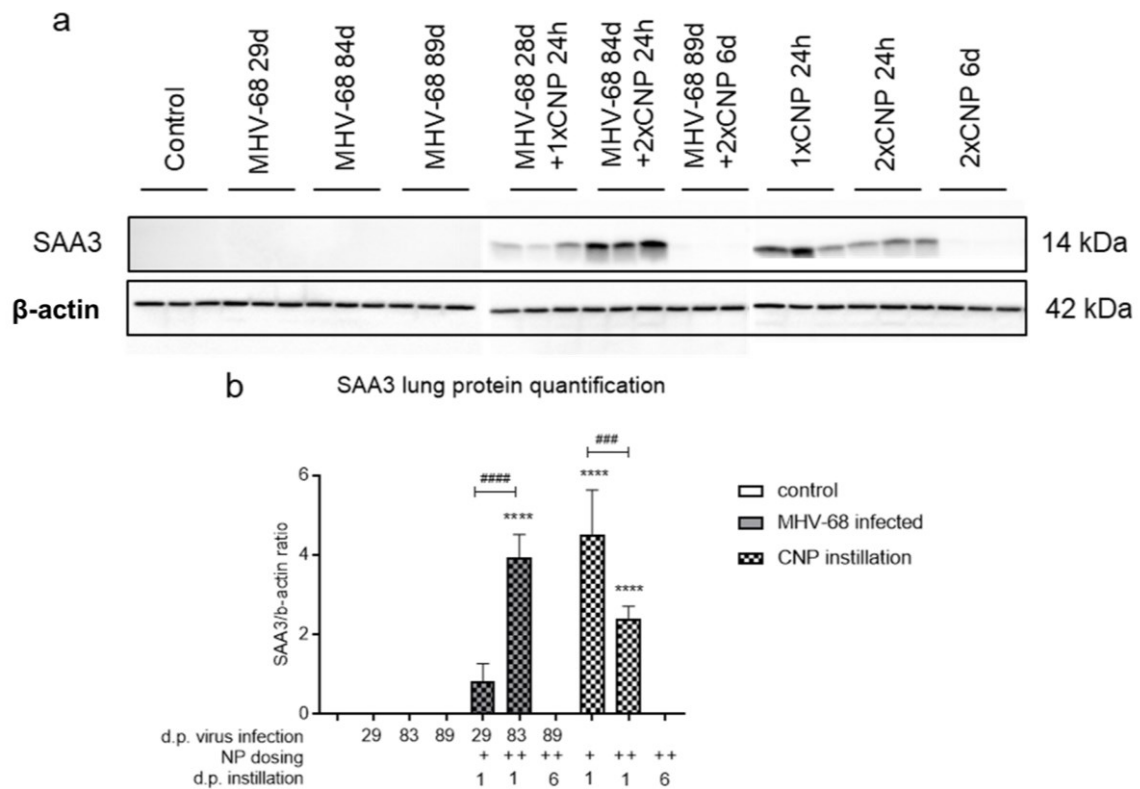 a
Control
MHV-68 29d
MHV-68 84d
MHV-68 89d
MHV-68 28d
+1xCNP 24h
MHV-68 84d
+2xCNP 24h
MHV-68 89d
+2xCNP 6d
1xCNP 24h
2xCNP 24h
2xCNP 6d
SAA3 14 kDa
β-actin 42 kDa
b SAA3 lung protein quantification
###
####
****
****
****
6
4
2
0
SAA3/b-actin ratio
control
MHV-68 infected
CNP instillation
d.p. virus infection 29 83 89 29 83 89
NP dosing + ++ ++ + ++ ++
d.p. instillation 1 1 6 1 1 6